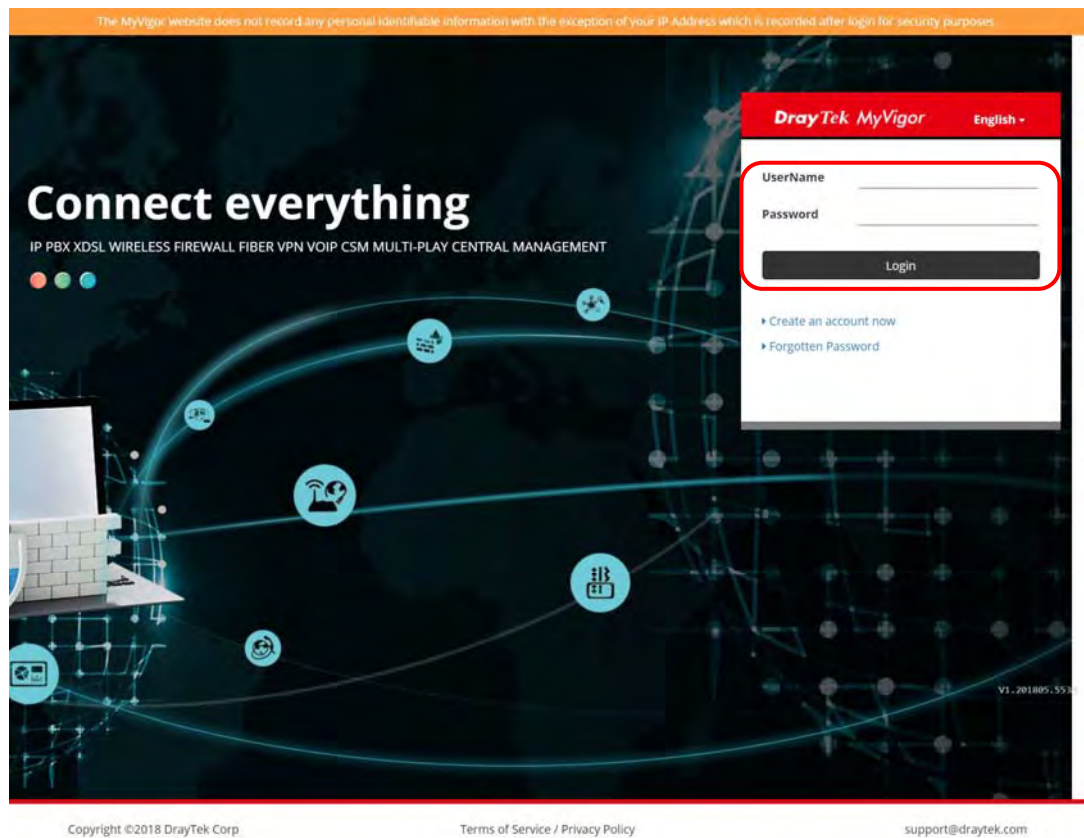 The MyVigor website does not record any personal identifiable information with the exception of your IP Address which is recorded after login for security purposes.
DrayTek MyVigor English
UserName
Password
Login
Create an account now
Forgotten Password
Connect everything
IP PBX XDSL WIRELESS FIREWALL FIBER VPN VOIP CSM MULTI-PLAY CENTRAL MANAGEMENT
V1.201805.553
Copyright ©2018 DrayTek Corp Terms of Service / Privacy Policy support@draytek.com